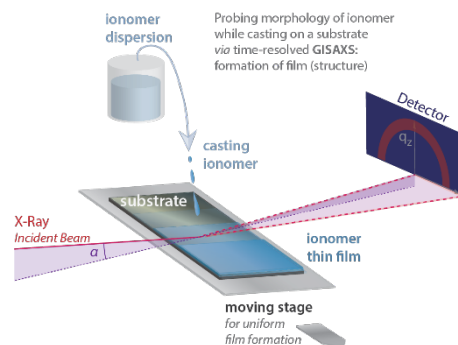 ionomer
dispersion
Probing morphology of ionomer
while casting on a substrate
via time-resolved GISAXS:
formation of film (structure)
Detector
qz
casting
ionomer
substrate
X-Ray
Incident Beam
α
ionomer
thin film
moving stage
for uniform
film formation